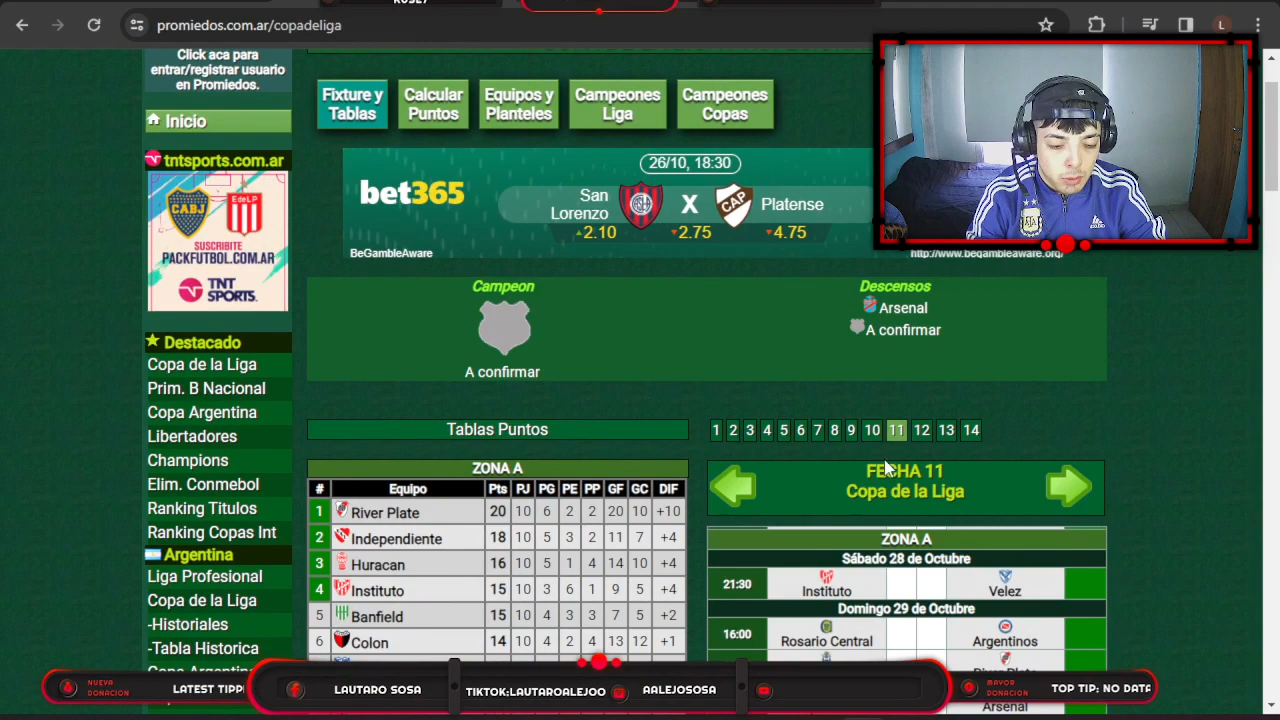 promiedos.com.ar/copadeliga
L
Click aca para
entrar/registrar usuario
en Promiedos.
Inicio
tntsports.com.ar
CABJ
EdeLP
SUSCRIBITE
PACKFUTBOL.COM.AR
TNT
SPORTS.
Destacado
Copa de la Liga
Prim. B Nacional
Copa Argentina
Libertadores
Champions
Elim. Conmebol
Ranking Titulos
Ranking Copas Int
Argentina
Liga Profesional
Copa de la Liga
-Historiales
-Tabla Historica
Fixture y
Tablas
Calcular
Puntos
Equipos y
Planteles
Campeones
Liga
Campeones
Copas
bet365
26/10, 18:30
San
Lorenzo
X
CAP
Platense
2.10
2.75
4.75
BeGambleAware
http://www.begambleaware.org/
Campeon
A confirmar
Descensos
Arsenal
A confirmar
Tablas Puntos
ZONA A
# Equipo Pts PJ PG PE PP GF GC DIF
1 River Plate 20 10 6 2 2 20 10 +10
2 Independiente 18 10 5 3 2 11 7 +4
3 Huracan 16 10 5 1 4 14 10 +4
4 Instituto 15 10 3 6 1 9 5 +4
5 Banfield 15 10 4 3 3 7 5 +2
6 Colon 14 10 4 2 4 13 12 +1
1 2 3 4 5 6 7 8 9 10 11 12 13 14
FECHA 11
Copa de la Liga
ZONA A
Sábado 28 de Octubre
21:30 Instituto Velez
Domingo 29 de Octubre
16:00 Rosario Central Argentinos
River Plate
Arsenal
NUEVA
DONACION
LATEST TIPP
LAUTARO SOSA
TIKTOK:LAUTAROALEJOO
AALEJOSOSA
MAYOR
DONACION
TOP TIP: NO DATA